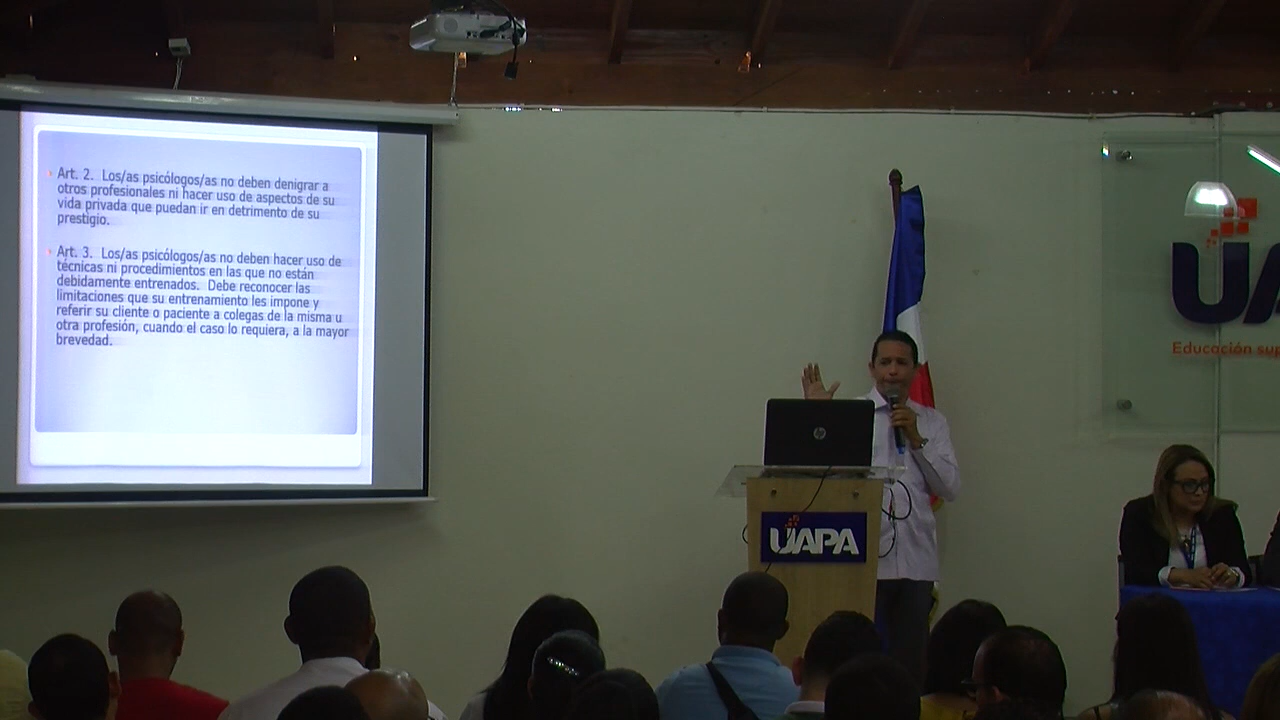 Art. 2. Los/as psicólogos/as no deben denigrar a
otros profesionales ni hacer uso de aspectos de su
vida privada que puedan ir en detrimento de su
prestigio.
Art. 3. Los/as psicólogos/as no deben hacer uso de
técnicas ni procedimientos en las que no están
debidamente entrenados. Debe reconocer las
limitaciones que su entrenamiento les impone y
referir su cliente o paciente a colegas de la misma u
otra profesión, cuando el caso lo requiera, a la mayor
brevedad.
hp
UAPA
UA
Educación sup